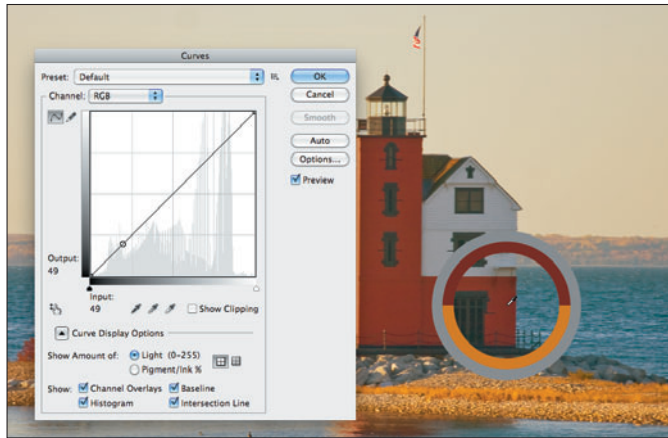 Curves
Preset: Default
OK
Channel: RGB
Cancel
Smooth
Auto
Options...
Preview
Output:
49
Input:
49
Show Clipping
Curve Display Options
Show Amount of: Light (0-255)
Pigment/Ink %
Show: Channel Overlays Baseline
Histogram Intersection Line